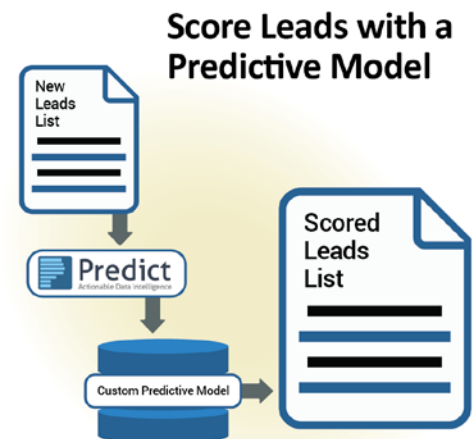 Score Leads with a
Predictive Model
New
Leads
List
Predict
Actionable Data intelligence
Custom Predictive Model
Scored
Leads
List